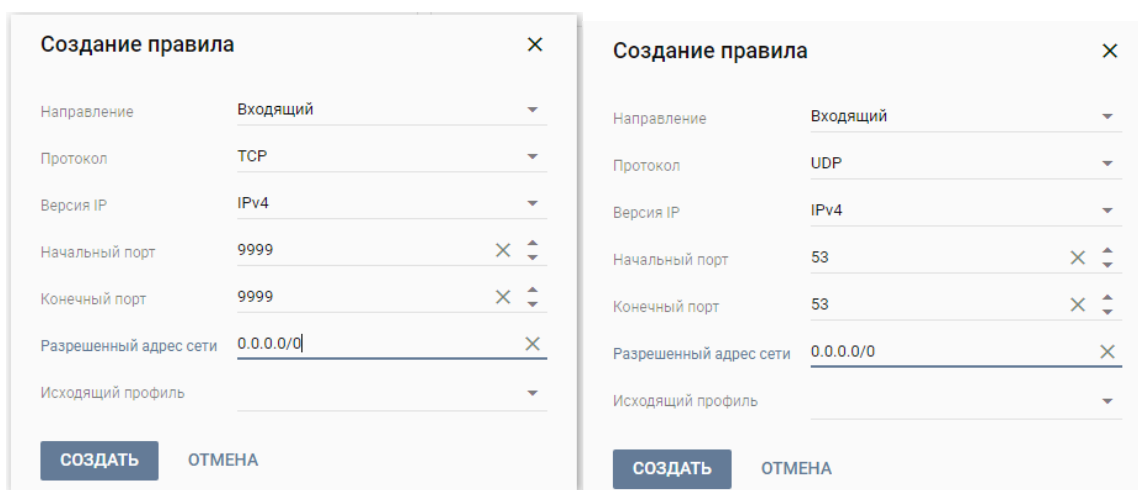 Создание правила
Направление Входящий
Протокол TCP
Версия IP IPv4
Начальный порт 9999
Конечный порт 9999
Разрешенный адрес сети 0.0.0.0/0
Исходящий профиль
СОЗДАТЬ ОТМЕНА
Создание правила
Направление Входящий
Протокол UDP
Версия IP IPv4
Начальный порт 53
Конечный порт 53
Разрешенный адрес сети 0.0.0.0/0
Исходящий профиль
СОЗДАТЬ ОТМЕНА